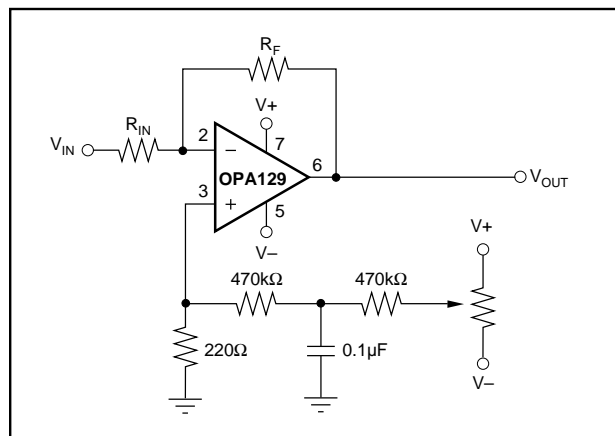 R_F
V+
V_IN
R_IN
2
−
7
OPA129
6
V_OUT
3
+
5
V−
V+
470kΩ
470kΩ
220Ω
0.1µF
V−